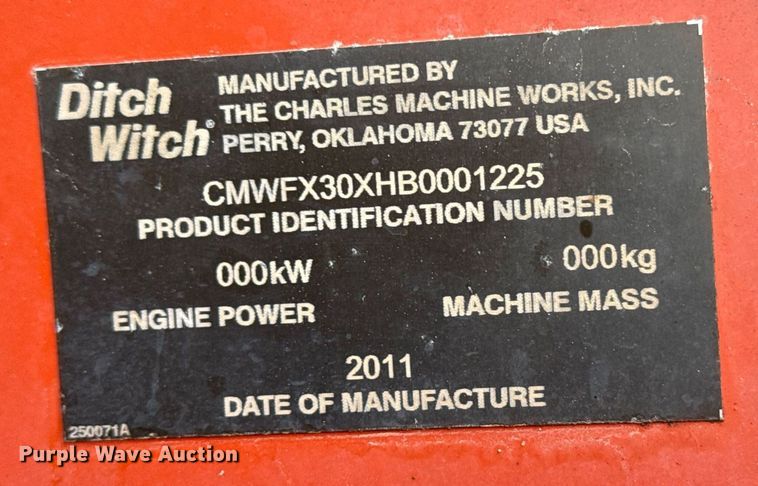 Ditch
Witch®
MANUFACTURED BY
THE CHARLES MACHINE WORKS, INC.
PERRY, OKLAHOMA 73077 USA
CMWFX30XHB0001225
PRODUCT IDENTIFICATION NUMBER
000kW
ENGINE POWER
000kg
MACHINE MASS
2011
DATE OF MANUFACTURE
250071A
Purple Wave Auction